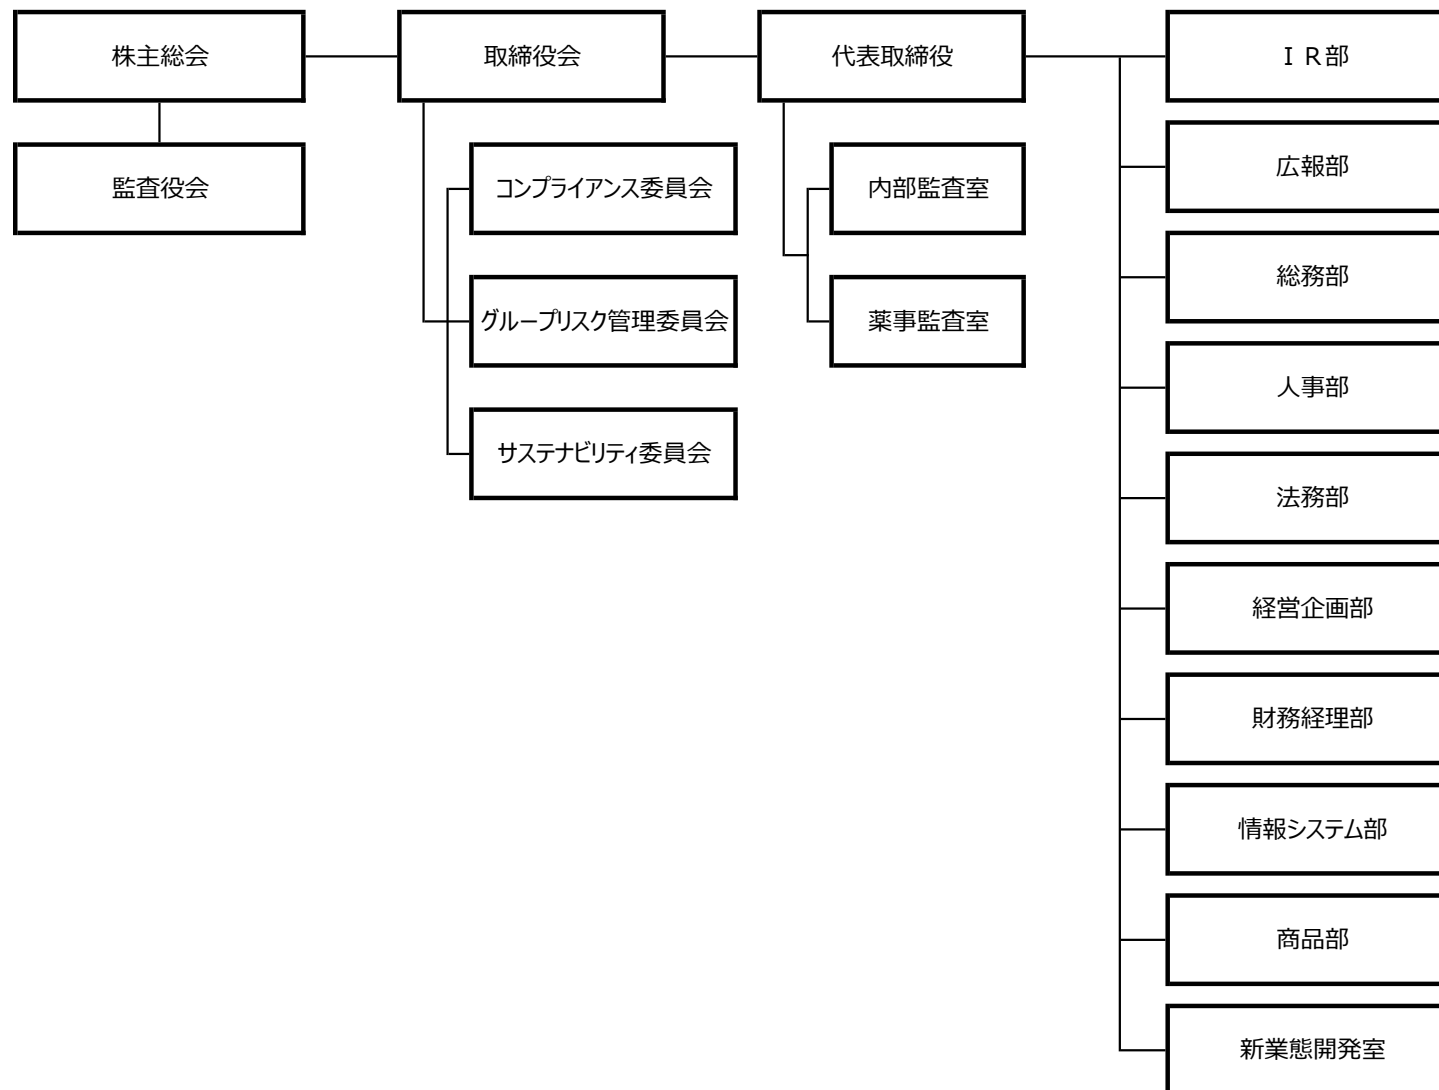 株主総会
取締役会
代表取締役
ＩＲ部
監査役会
コンプライアンス委員会
グループリスク管理委員会
サステナビリティ委員会
内部監査室
薬事監査室
広報部
総務部
人事部
法務部
経営企画部
財務経理部
情報システム部
商品部
新業態開発室